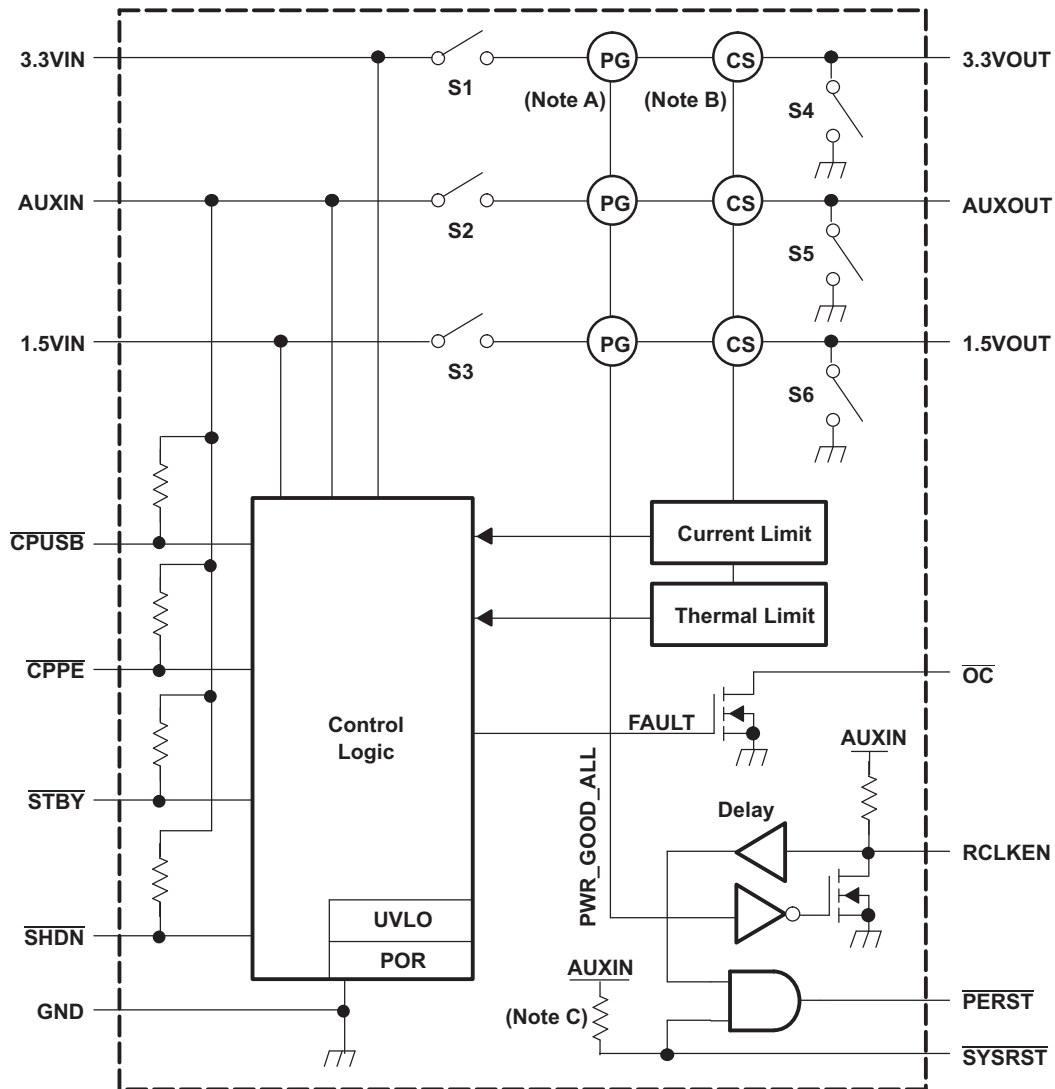 3.3VIN
S1
PG
(Note A)
CS
(Note B)
S4
3.3VOUT
AUXIN
S2
PG
CS
S5
AUXOUT
1.5VIN
S3
PG
CS
S6
1.5VOUT
CPUSB
CPPE
STBY
SHDN
GND
Control
Logic
UVLO
POR
Current Limit
Thermal Limit
FAULT
OC
AUXIN
PWR_GOOD_ALL
Delay
RCLKEN
AUXIN
(Note C)
PERST
SYSRST